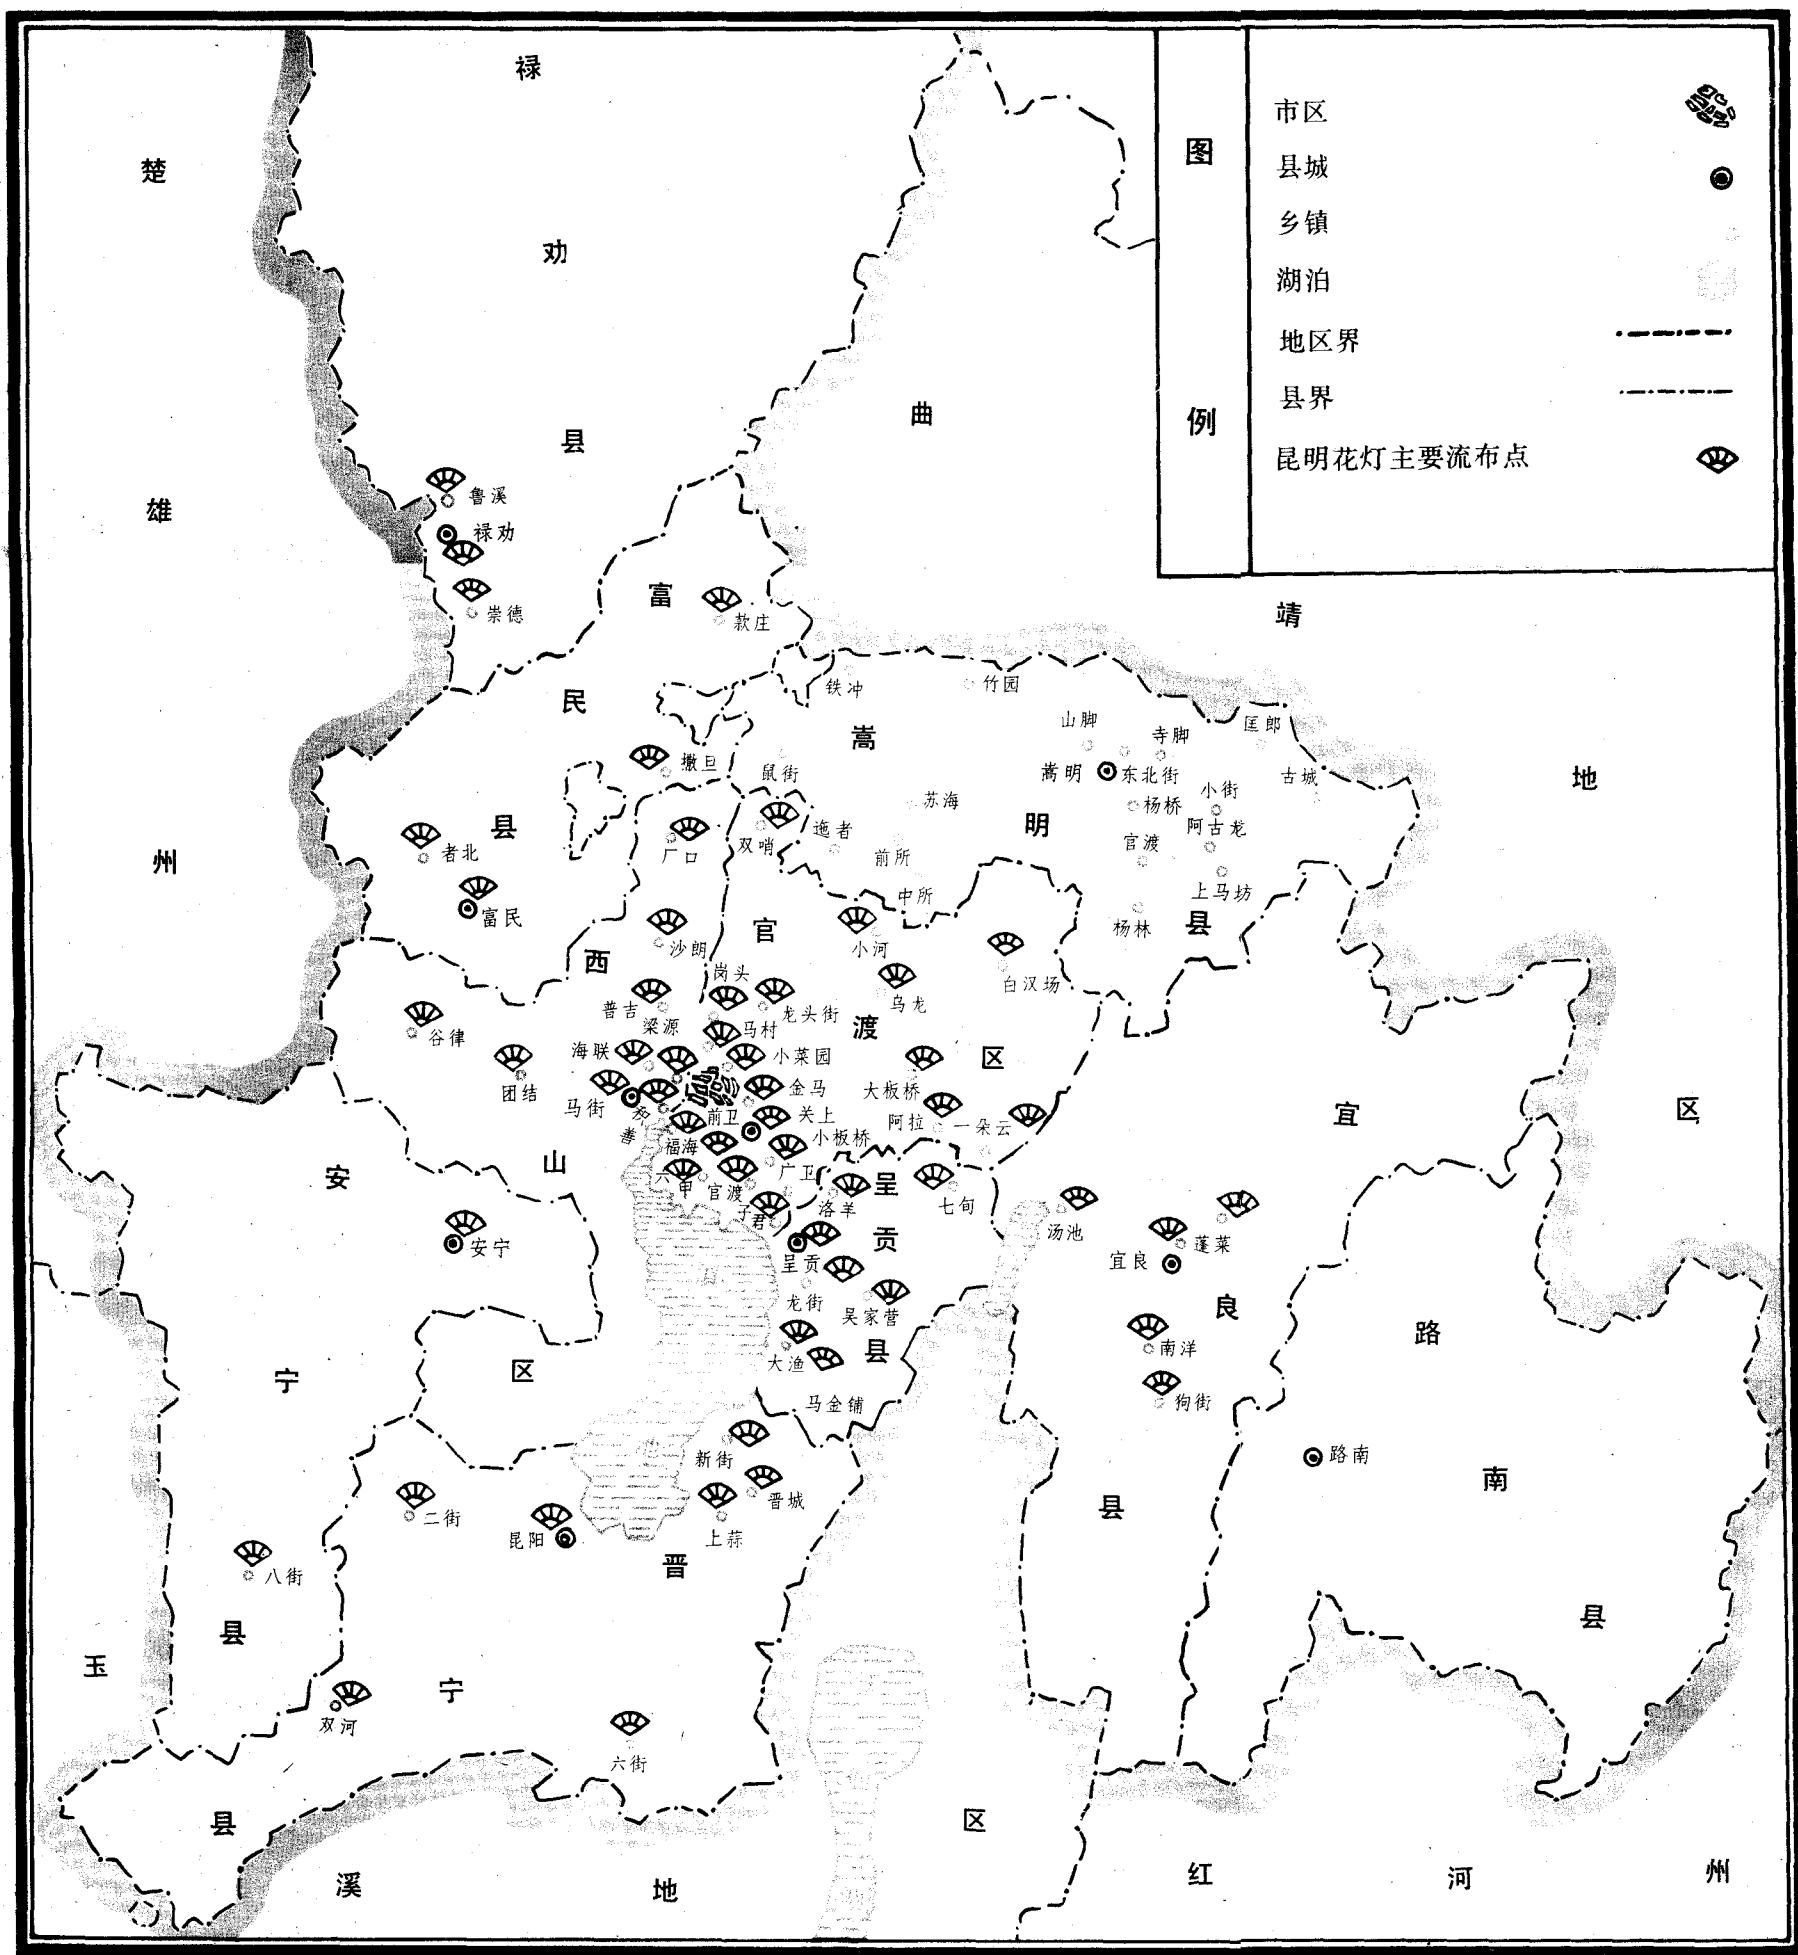 图例
市区
县城
乡镇
湖泊
地区界
县界
昆明花灯主要流布点
禄劝县
楚雄州
曲靖地区
富民县
嵩明县
西山区
官渡区
安宁县
呈贡县
宜良县
路南县
晋宁县
玉溪地区
红河州
鲁溪
禄劝
崇德
款庄
铁冲
竹园
山脚
寺脚
匡郎
嵩明
东北街
古城
撒旦
鼠街
苏海
杨桥
小街
者北
厂口
双哨
迤者
前所
官渡
阿古龙
富民
中所
上马坊
杨林
沙朗
小河
岗头
白汉场
普吉
梁源
龙头街
乌龙
谷律
马村
海联
小菜园
团结
金马
大板桥
马街
积善
前卫
关上
阿拉
一朵云
福海
小板桥
六甲
官渡
广卫
洛羊
七旬
子君
汤池
蓬莱
安宁
呈贡
宜良
龙街
吴家营
大渔
南洋
马金铺
狗街
新街
路南
晋城
二街
昆阳
上蒜
八街
双河
六街